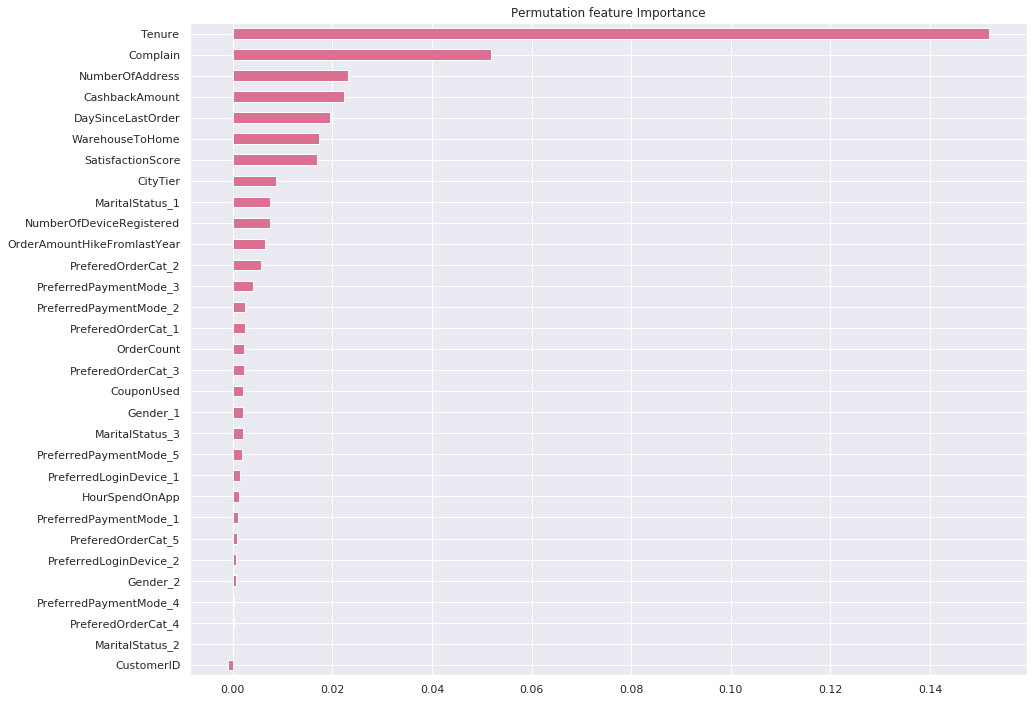 Permutation feature Importance
Tenure
Complain
NumberOfAddress
CashbackAmount
DaySinceLastOrder
WarehouseToHome
SatisfactionScore
CityTier
MaritalStatus_1
NumberOfDeviceRegistered
OrderAmountHikeFromlastYear
PreferedOrderCat_2
PreferredPaymentMode_3
PreferredPaymentMode_2
PreferedOrderCat_1
OrderCount
PreferedOrderCat_3
CouponUsed
Gender_1
MaritalStatus_3
PreferredPaymentMode_5
PreferredLoginDevice_1
HourSpendOnApp
PreferredPaymentMode_1
PreferedOrderCat_5
PreferredLoginDevice_2
Gender_2
PreferredPaymentMode_4
PreferedOrderCat_4
MaritalStatus_2
CustomerID
0.00 0.02 0.04 0.06 0.08 0.10 0.12 0.14